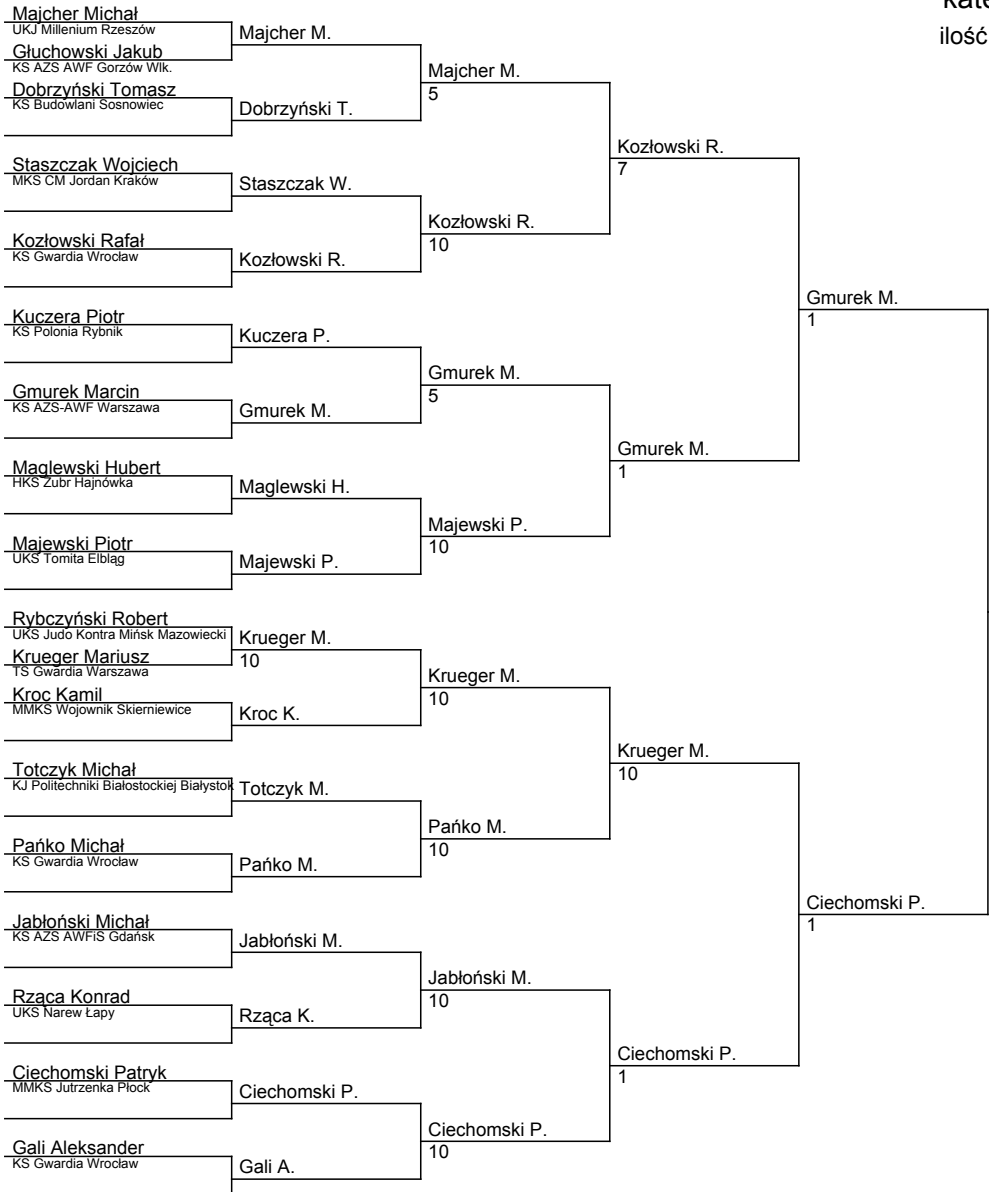 kate
ilość
Majcher Michał
UKJ Millenium Rzeszów
Głuchowski Jakub
KS AZS AWF Gorzów Wlk.
Dobrzyński Tomasz
KS Budowlani Sosnowiec
Staszczak Wojciech
MKS CM Jordan Kraków
Kozłowski Rafał
KS Gwardia Wrocław
Kuczera Piotr
KS Polonia Rybnik
Gmurek Marcin
KS AZS-AWF Warszawa
Maglewski Hubert
HKS Żubr Hajnówka
Majewski Piotr
UKS Tomita Elbląg
Rybczyński Robert
UKS Judo Kontra Mińsk Mazowiecki
Krueger Mariusz
TS Gwardia Warszawa
Kroc Kamil
MMKS Wojownik Skierniewice
Totczyk Michał
KJ Politechniki Białostockiej Białystok
Pańko Michał
KS Gwardia Wrocław
Jabłoński Michał
KS AZS AWFiS Gdańsk
Rząca Konrad
UKS Narew Łapy
Ciechomski Patryk
MMKS Jutrzenka Płock
Gali Aleksander
KS Gwardia Wrocław
Majcher M.
Dobrzyński T.
Staszczak W.
Kozłowski R.
Kuczera P.
Gmurek M.
Maglewski H.
Majewski P.
Krueger M.
10
Kroc K.
Totczyk M.
Pańko M.
Jabłoński M.
Rząca K.
Ciechomski P.
Gali A.
Majcher M.
5
Kozłowski R.
10
Gmurek M.
5
Majewski P.
10
Krueger M.
10
Pańko M.
10
Jabłoński M.
10
Ciechomski P.
10
Kozłowski R.
7
Gmurek M.
1
Krueger M.
10
Ciechomski P.
1
Gmurek M.
1
Ciechomski P.
1